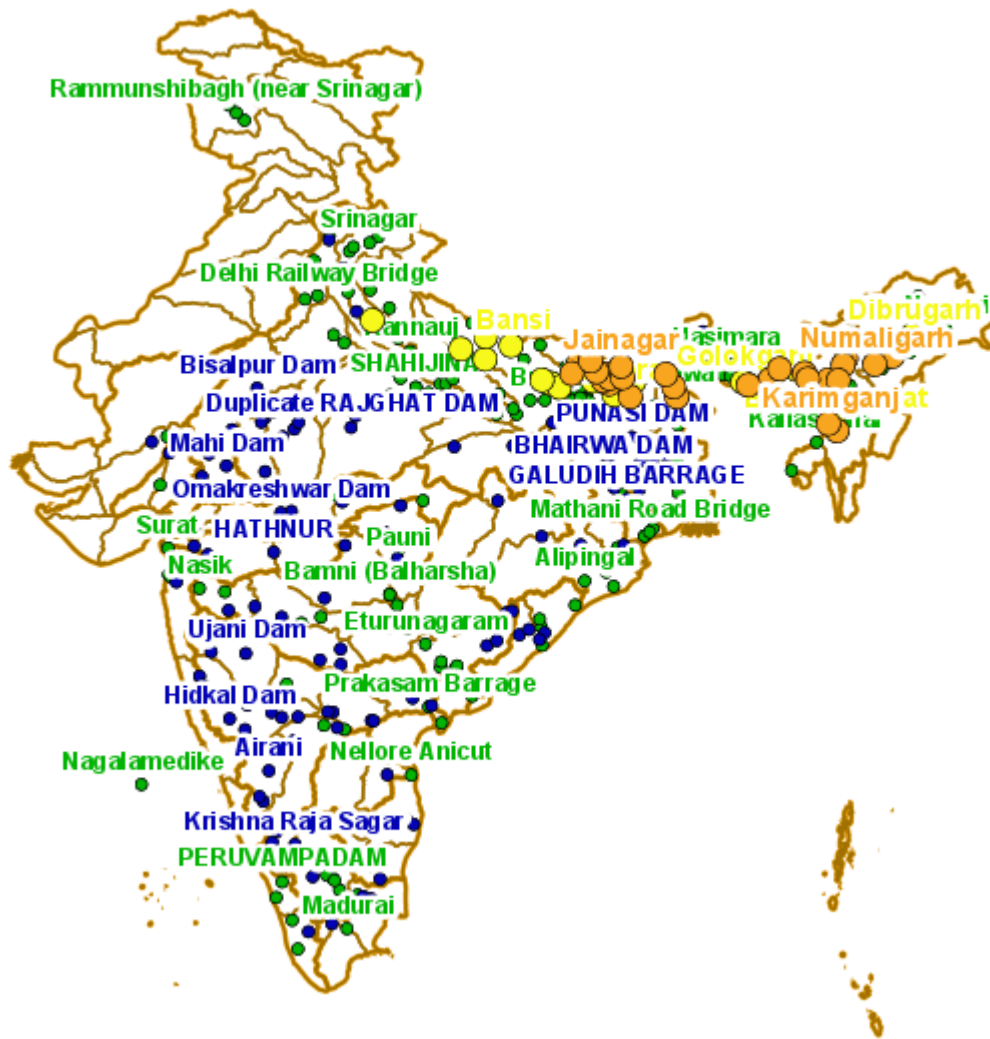 Rammunshibagh (near Srinagar)
Srinagar
Delhi Railway Bridge
Bansi
Dibrugarh
Jainagar
Numaligarh
Bisalpur Dam
Duplicate RAJGHAT DAM
PUNASI DAM
Karimganj
Mahi Dam
BHAIRWA DAM
GALUDIH BARRAGE
Omakreshwar Dam
Mathani Road Bridge
Surat
HATHNUR
Pauni
Alipingal
Nasik
Bamni (Balharsha)
Eturunagaram
Ujani Dam
Prakasam Barrage
Hidkal Dam
Airani
Nellore Anicut
Nagalamedike
Krishna Raja Sagar
PERUVAMPADAM
Madurai